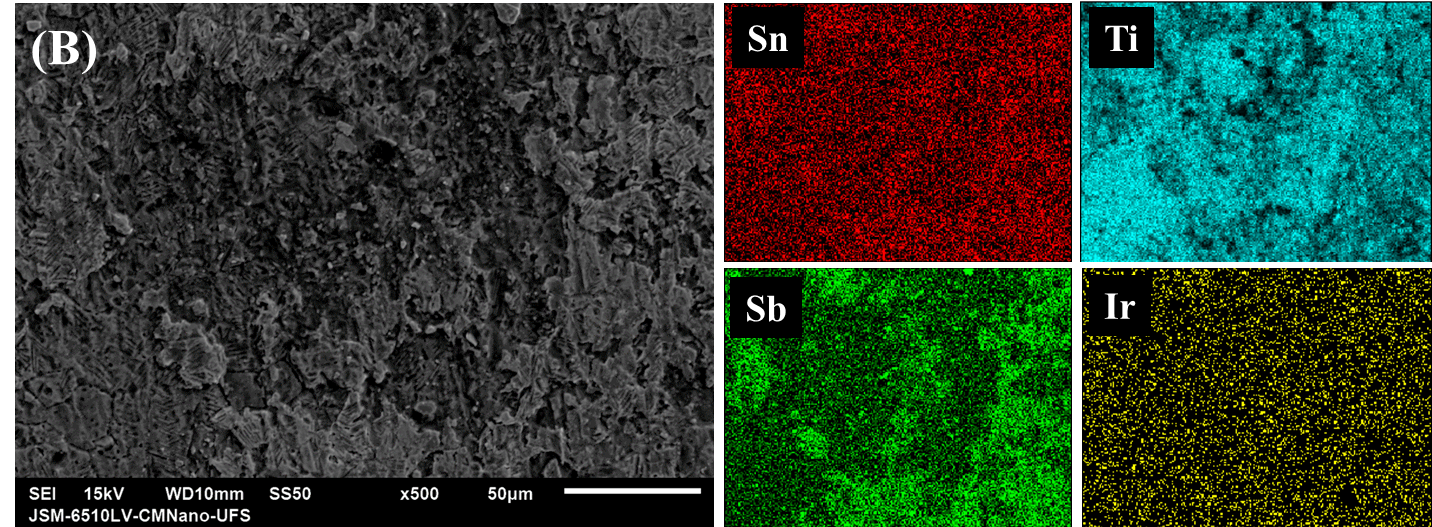 (B)
Sn
Ti
Sb
Ir
SEI 15kV WD10mm SS50 x500 50µm
JSM-6510LV-CMNano-UFS